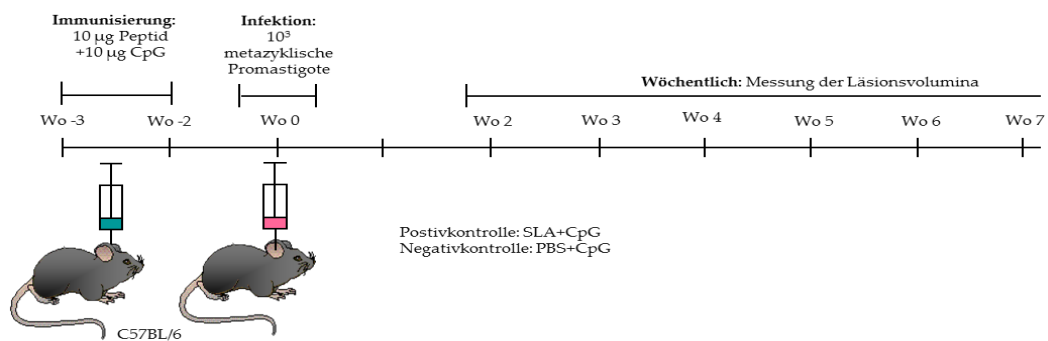 Immunisierung:
10 µg Peptid
+10 µg CpG
Infektion:
10³
metazyklische
Promastigote
Wöchentlich: Messung der Läsionsvolumina
Wo -3
Wo -2
Wo 0
Wo 2
Wo 3
Wo 4
Wo 5
Wo 6
Wo 7
Postivkontrolle: SLA+CpG
Negativkontrolle: PBS+CpG
C57BL/6